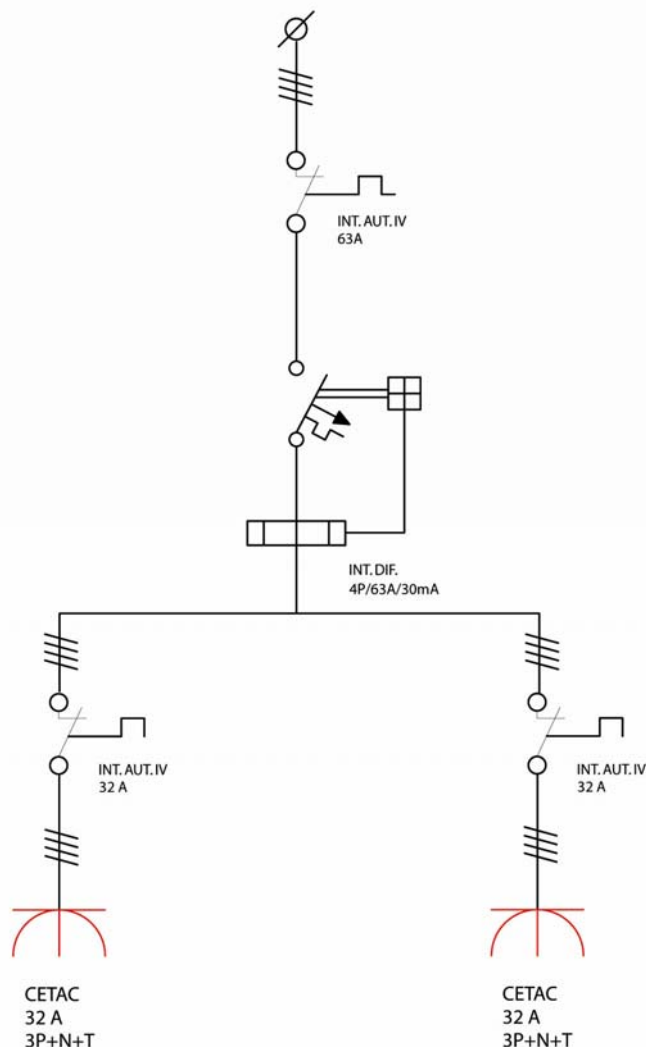 INT. AUT. IV
63A
INT. DIF.
4P/63A/30mA
INT. AUT. IV
32 A
INT. AUT. IV
32 A
CETAC
32 A
3P+N+T
CETAC
32 A
3P+N+T